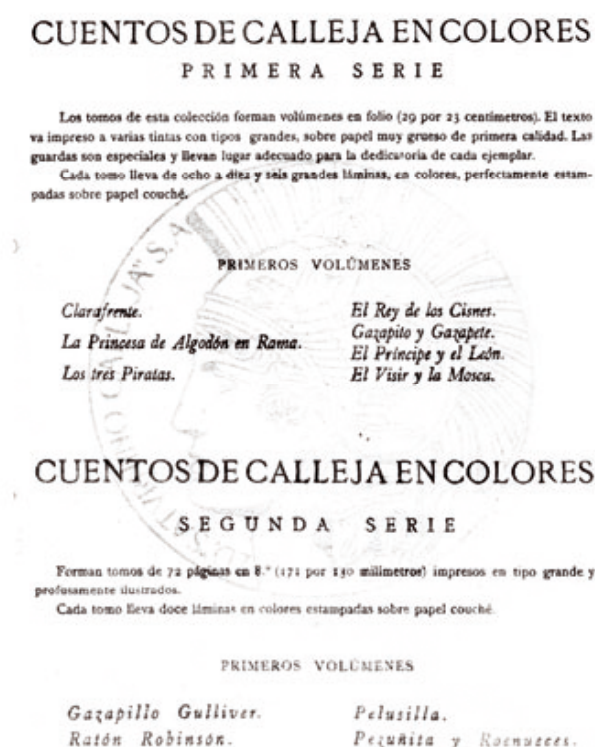 CUENTOS DE CALLEJA EN COLORES
PRIMERA SERIE
Los tomos de esta colección forman volúmenes en folio (29 por 23 centímetros). El texto
va impreso a varias tintas con tipos grandes, sobre papel muy grueso de primera calidad. Las
guardas son especiales y llevan lugar adecuado para la dedicatoria de cada ejemplar.
Cada tomo lleva de ocho a diez y seis grandes láminas, en colores, perfectamente estam-
padas sobre papel couché.
PRIMEROS VOLÚMENES
Clarafrente.
La Princesa de Algodón en Rama.
Los tres Piratas.
El Rey de los Cisnes.
Gazapito y Gazapete.
El Príncipe y el León.
El Visir y la Mosca.
CUENTOS DE CALLEJA EN COLORES
SEGUNDA SERIE
Forman tomos de 72 páginas en 8.º (171 por 130 milímetros) impresos en tipo grande y
profusamente ilustrados.
Cada tomo lleva doce láminas en colores estampadas sobre papel couché.
PRIMEROS VOLÚMENES
Gazapillo Gulliver.
Ratón Robinsón.
Pelusilla.
Pezuñita y Roenueces.